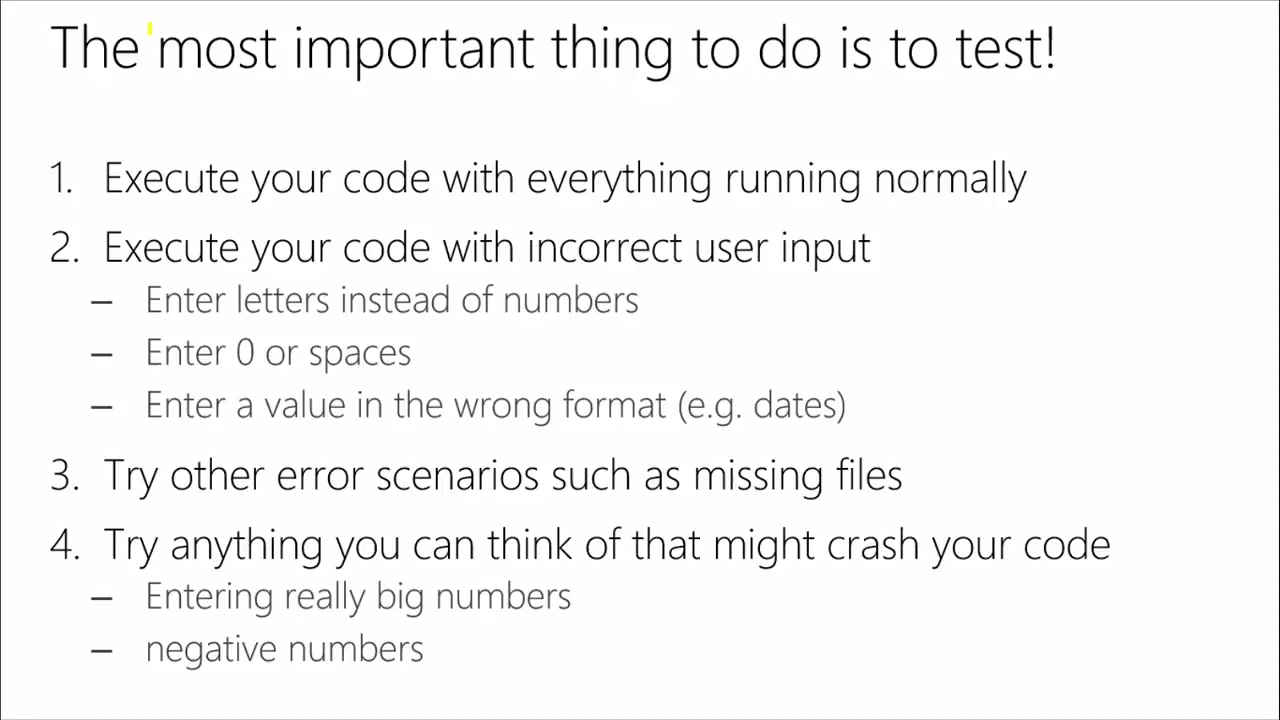 The most important thing to do is to test!
1. Execute your code with everything running normally
2. Execute your code with incorrect user input
– Enter letters instead of numbers
– Enter 0 or spaces
– Enter a value in the wrong format (e.g. dates)
3. Try other error scenarios such as missing files
4. Try anything you can think of that might crash your code
– Entering really big numbers
– negative numbers